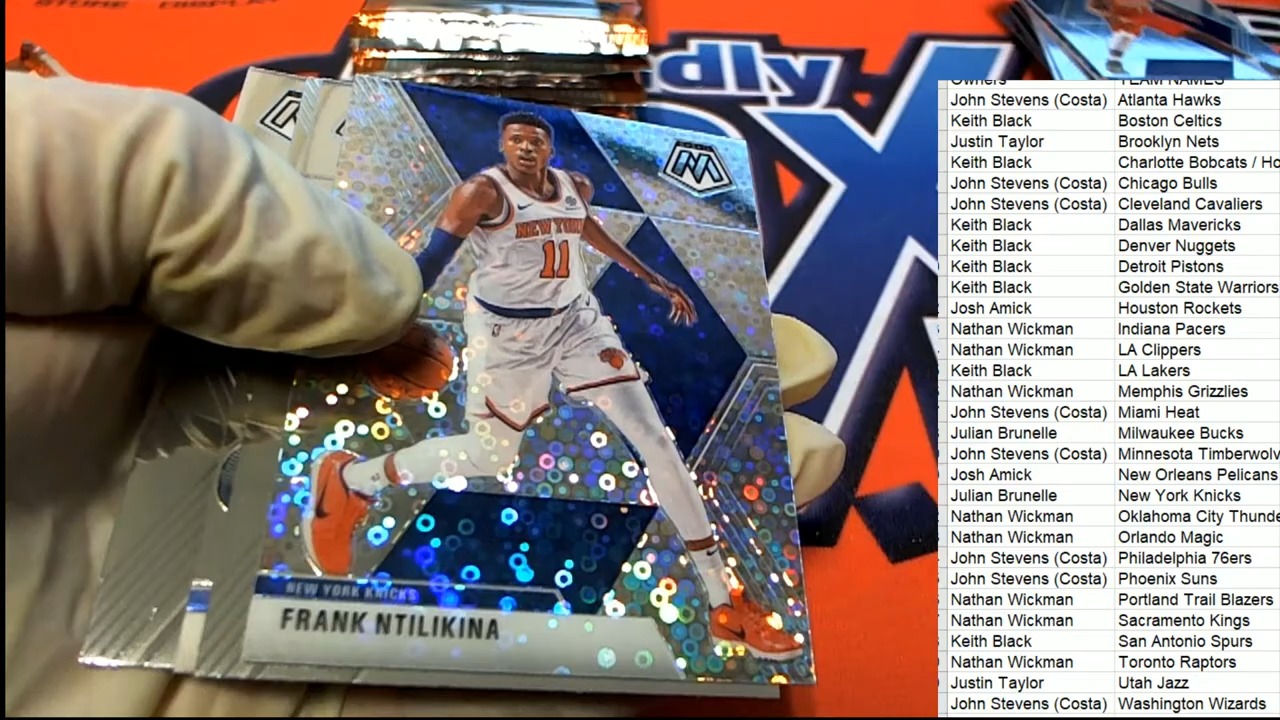 STORE DISPLAY
dly
M
NEW YORK
11
NEW YORK KNICKS
FRANK NTILIKINA
Owners TEAM NAMES
John Stevens (Costa) Atlanta Hawks
Keith Black Boston Celtics
Justin Taylor Brooklyn Nets
Keith Black Charlotte Bobcats / Ho
John Stevens (Costa) Chicago Bulls
John Stevens (Costa) Cleveland Cavaliers
Keith Black Dallas Mavericks
Keith Black Denver Nuggets
Keith Black Detroit Pistons
Keith Black Golden State Warriors
Josh Amick Houston Rockets
Nathan Wickman Indiana Pacers
Nathan Wickman LA Clippers
Keith Black LA Lakers
Nathan Wickman Memphis Grizzlies
John Stevens (Costa) Miami Heat
Julian Brunelle Milwaukee Bucks
John Stevens (Costa) Minnesota Timberwolv
Josh Amick New Orleans Pelicans
Julian Brunelle New York Knicks
Nathan Wickman Oklahoma City Thunde
Nathan Wickman Orlando Magic
John Stevens (Costa) Philadelphia 76ers
John Stevens (Costa) Phoenix Suns
Nathan Wickman Portland Trail Blazers
Nathan Wickman Sacramento Kings
Keith Black San Antonio Spurs
Nathan Wickman Toronto Raptors
Justin Taylor Utah Jazz
John Stevens (Costa) Washington Wizards